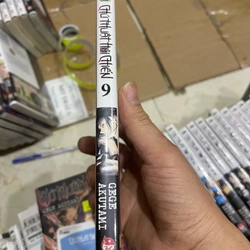 CHÚ THUẬT HỒI CHIẾN
9
GEGE
AKUTAMI